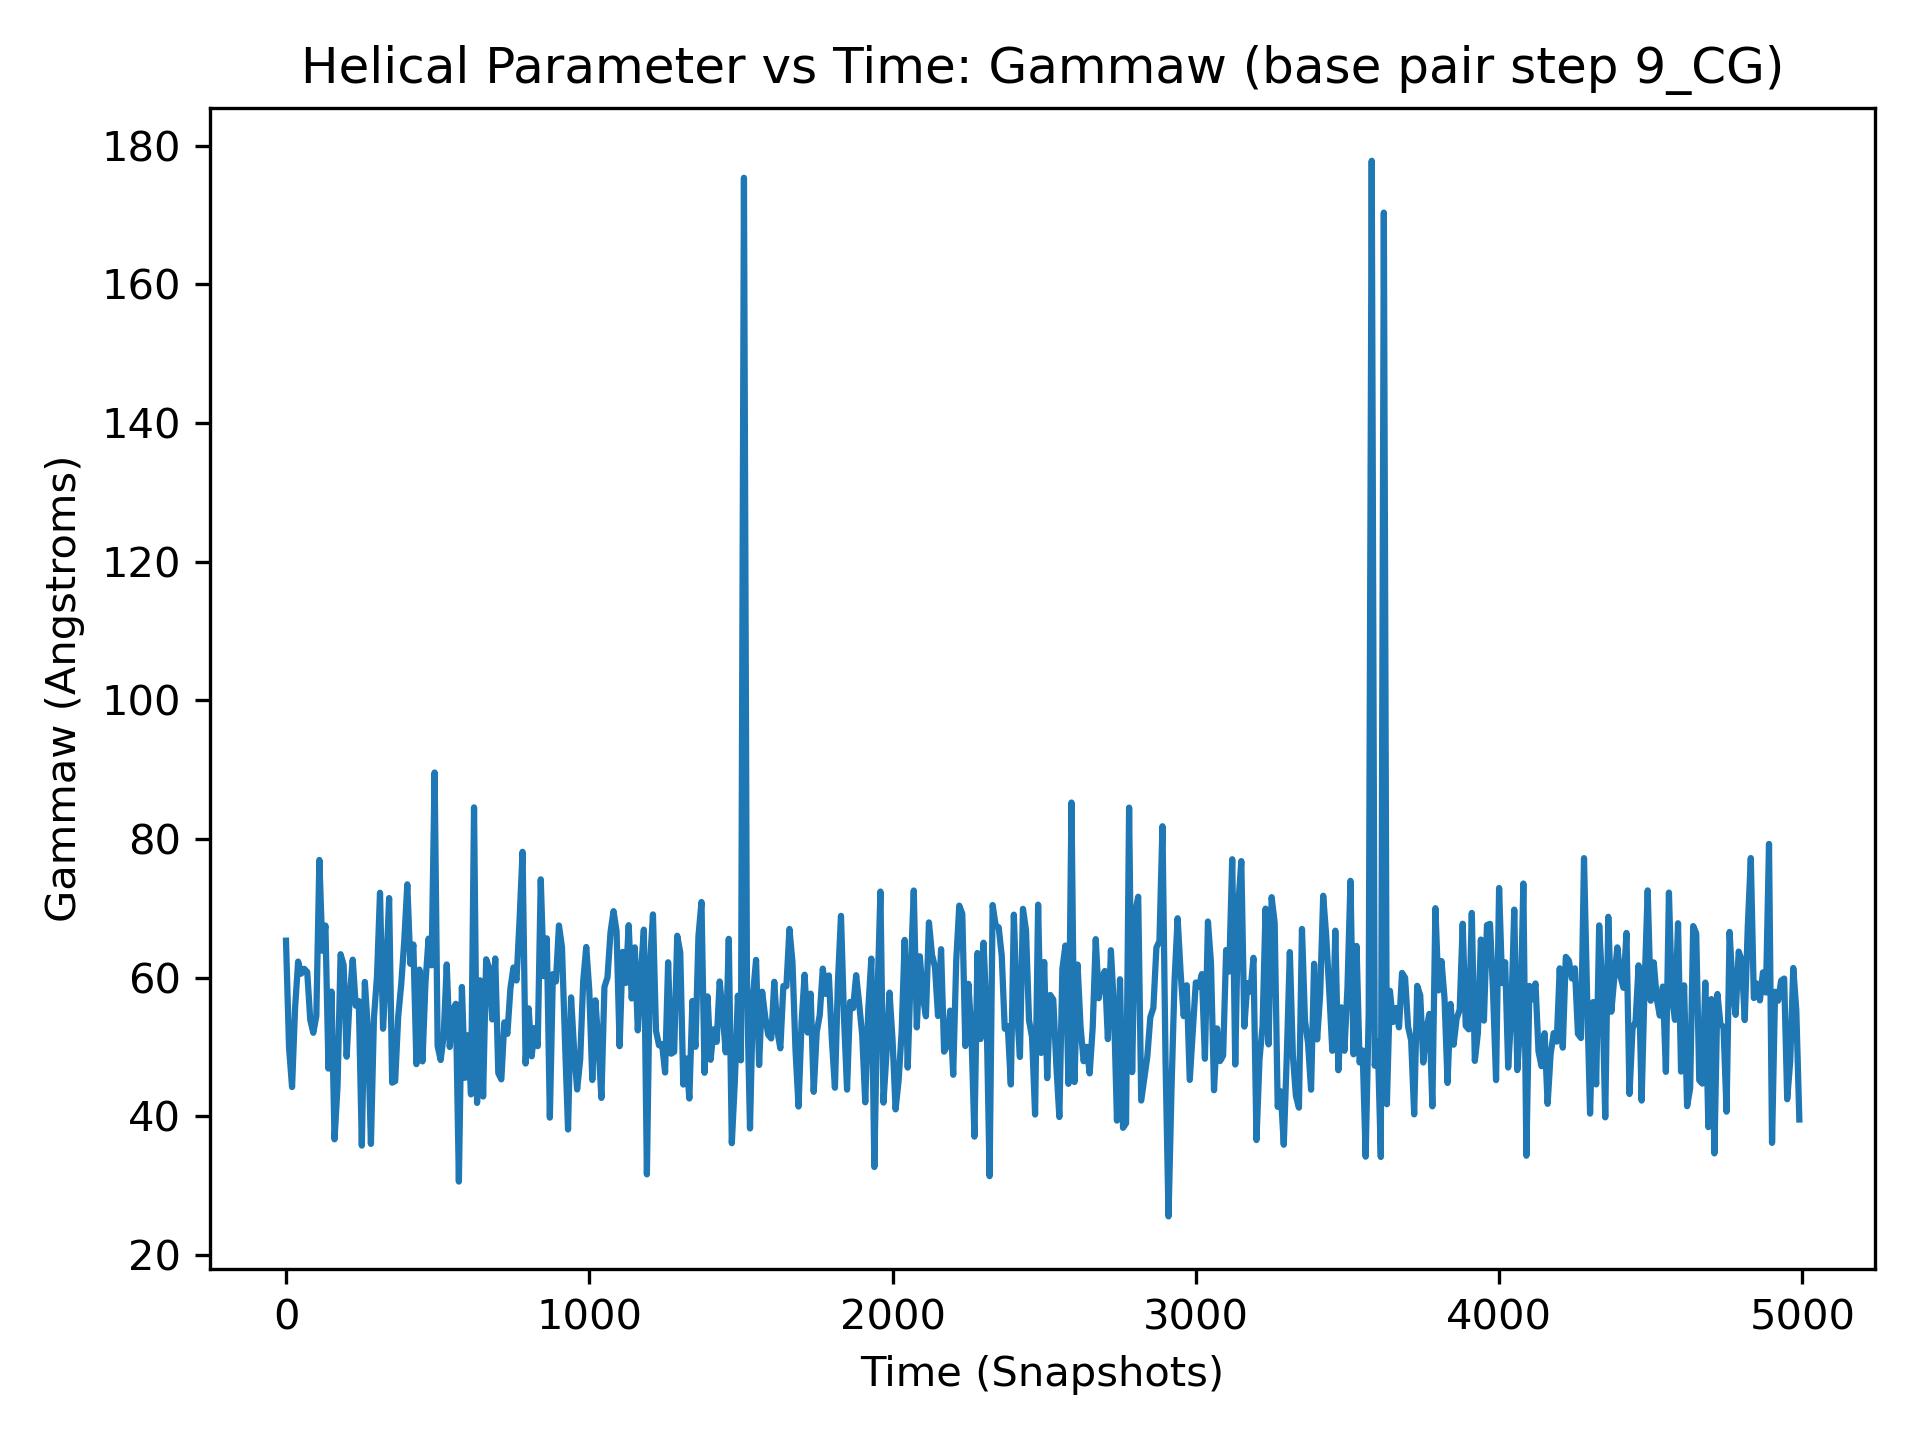 Helical Parameter vs Time: Gammaw (base pair step 9_CG)
180
160
140
120
100
80
60
40
20
Gammaw (Angstroms)
0 1000 2000 3000 4000 5000
Time (Snapshots)